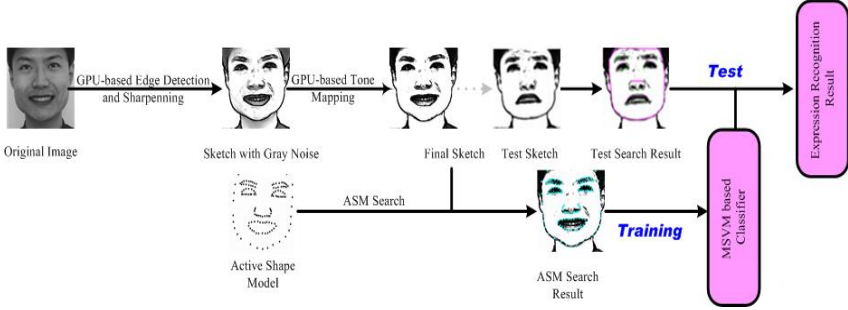 GPU-based Edge Detection
and Sharpenning
GPU-based Tone
Mapping
Test
Expression Recognition
Result
Original Image
Sketch with Gray Noise
Final Sketch
Test Sketch
Test Search Result
ASM Search
Training
MSVM based
Classifier
Active Shape
Model
ASM Search
Result